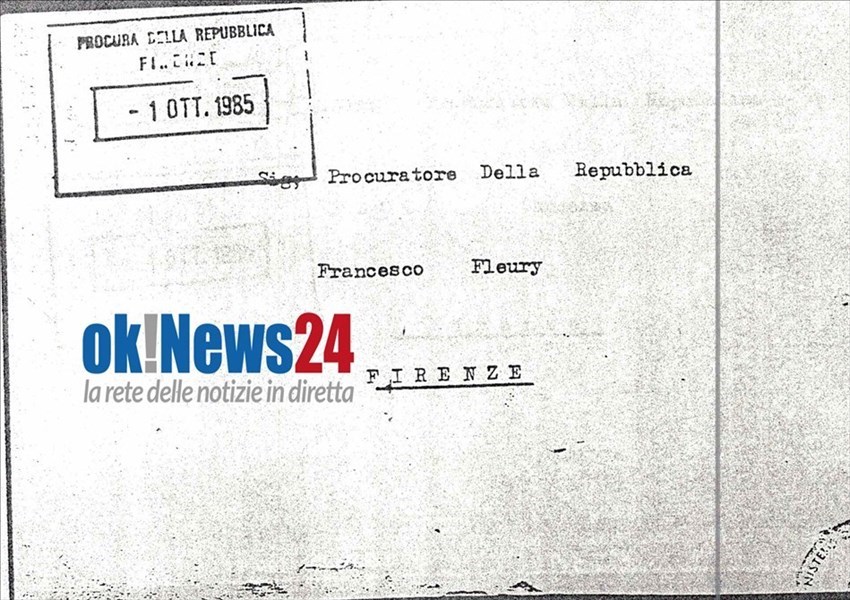 PROCURA DELLA REPUBBLICA
FIRENZE
- 1 OTT. 1985
Sig; Procuratore Della Repubblica
Francesco Fleury
ok!News24
la rete delle notizie in diretta
FIRENZE